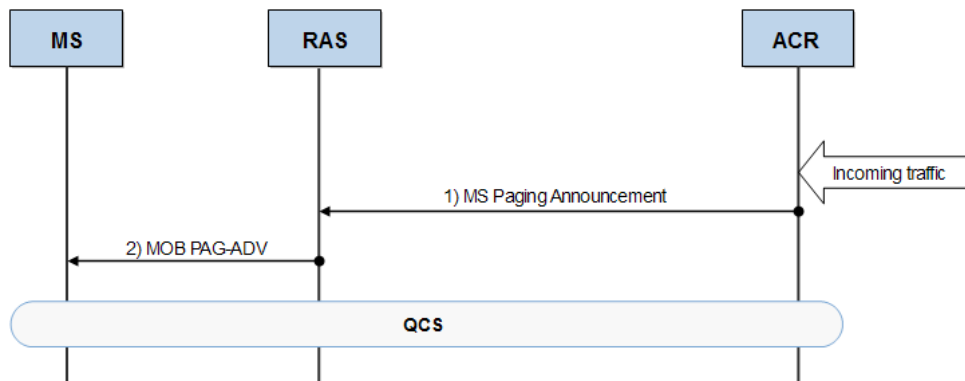 MS
RAS
ACR
Incoming traffic
1) MS Paging Announcement
2) MOB PAG-ADV
QCS